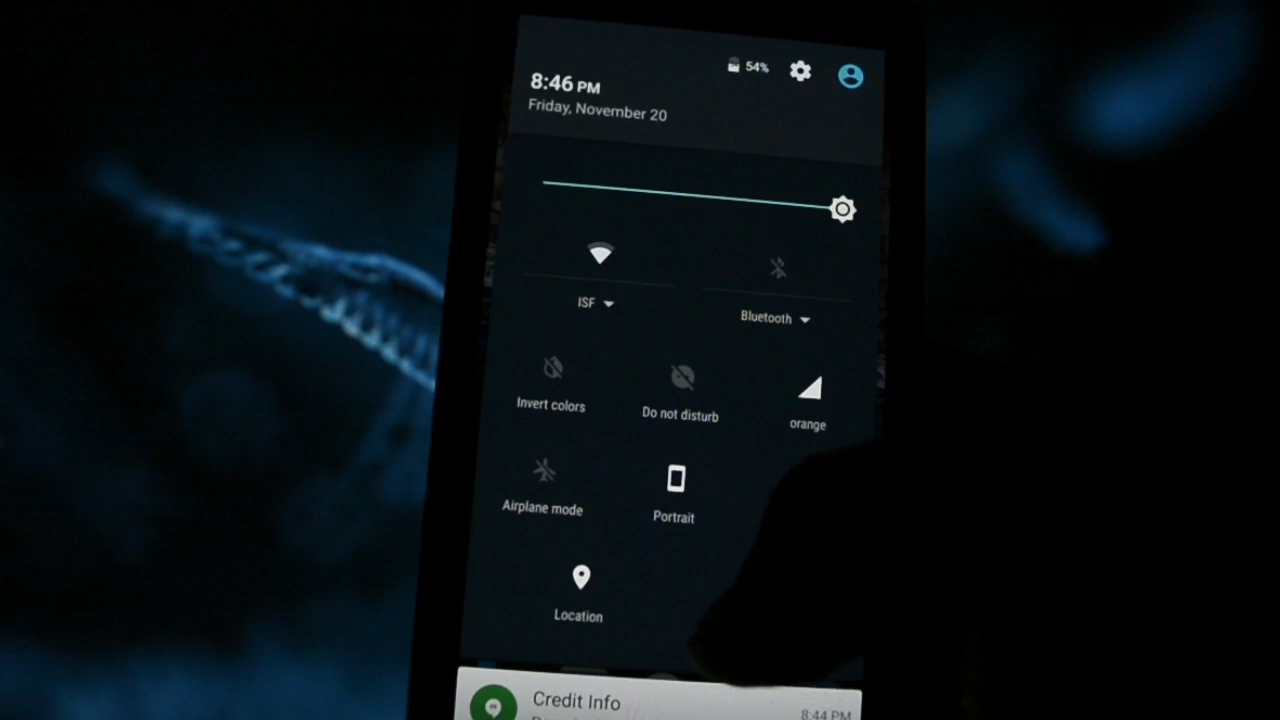 54%
8:46 PM
Friday, November 20
ISF
Bluetooth
Invert colors
Do not disturb
orange
Airplane mode
Portrait
Location
Credit Info
8:44 PM